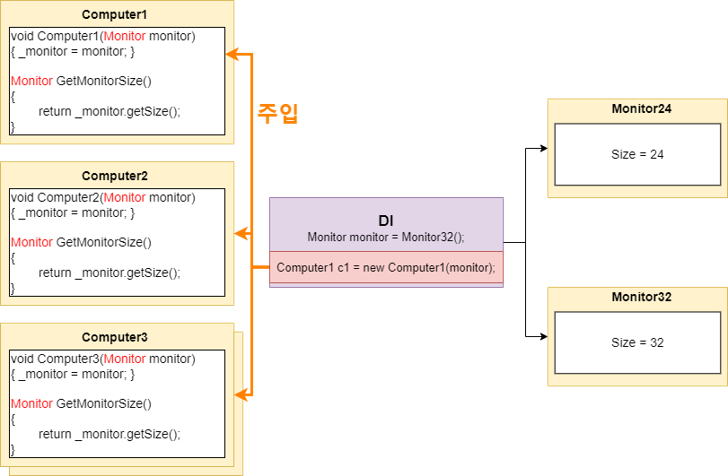 Computer1
void Computer1(Monitor monitor)
{ _monitor = monitor; }
Monitor GetMonitorSize()
{
return _monitor.getSize();
}
주입
Computer2
void Computer2(Monitor monitor)
{ _monitor = monitor; }
Monitor GetMonitorSize()
{
return _monitor.getSize();
}
Computer3
void Computer3(Monitor monitor)
{ _monitor = monitor; }
Monitor GetMonitorSize()
{
return _monitor.getSize();
}
DI
Monitor monitor = Monitor32();
Computer1 c1 = new Computer1(monitor);
Monitor24
Size = 24
Monitor32
Size = 32